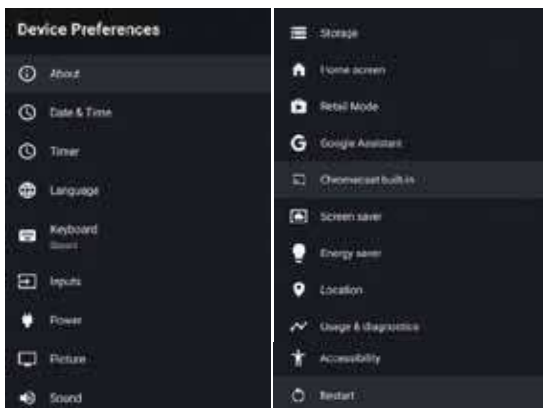 Device Preferences
About
Date & Time
Timer
Language
Keyboard
Inputs
Power
Picture
Sound
Storage
Home screen
Retail Mode
Google Assistant
Chromecast built-in
Screen saver
Energy saver
Location
Usage & diagnostics
Accessibility
Restart